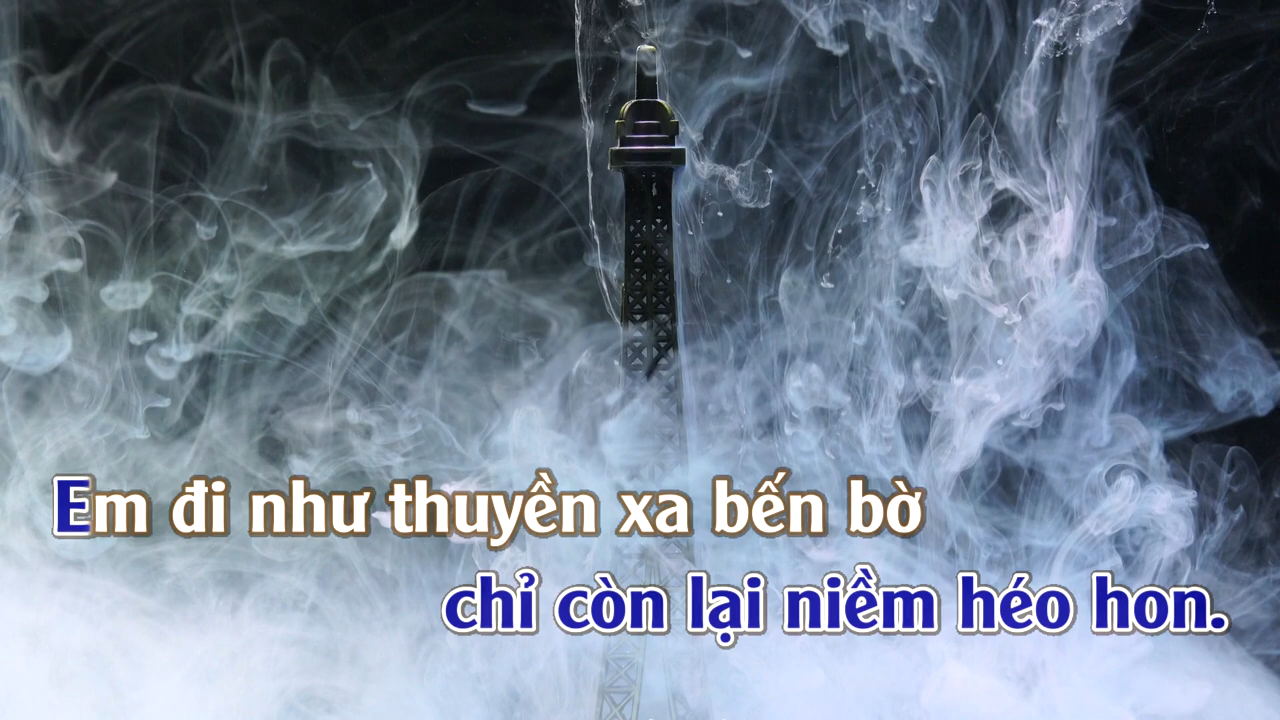 Em đi như thuyền xa bến bờ
chỉ còn lại niềm héo hon.